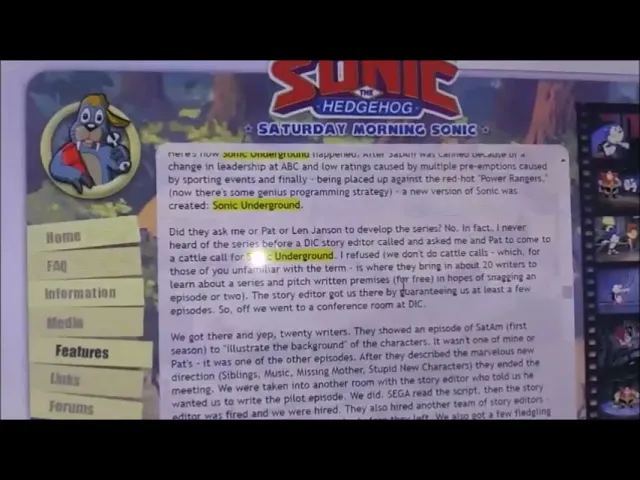 SONIC
THE
HEDGEHOG
SATURDAY MORNING SONIC
Here's how Sonic Underground happened. After SatAm was canned because of a
change in leadership at ABC and low ratings caused by multiple pre-emptions caused
by sporting events and finally - being placed up against the red-hot "Power Rangers,"
(now there's some genius programming strategy) - a new version of Sonic was
created: Sonic Underground.
Did they ask me or Pat or Len Janson to develop the series? No. In fact, I never
heard of the series before a DIC story editor called and asked me and Pat to come to
a cattle call for Sonic Underground. I refused (we don't do cattle calls - which, for
those of you unfamiliar with the term - is where they bring in about 20 writers to
learn about a series and pitch written premises (for free) in hopes of snagging an
episode or two). The story editor got us there by guaranteeing us at least a few
episodes. So, off we went to a conference room at DIC.
We got there and yep, twenty writers. They showed an episode of SatAm (first
season) to "illustrate the background" of the characters. It wasn't one of mine or
Pat's - it was one of the other episodes. After they described the marvelous new
direction (Siblings, Music, Missing Mother, Stupid New Characters) they ended the
meeting. We were taken into another room with the story editor who told us he
wanted us to write the pilot episode. We did. SEGA read the script, then the story
editor was fired and we were hired. They also hired another team of story editors -
before they left. We also got a few fledgling
Home
FAQ
Information
Media
Features
Links
Forums